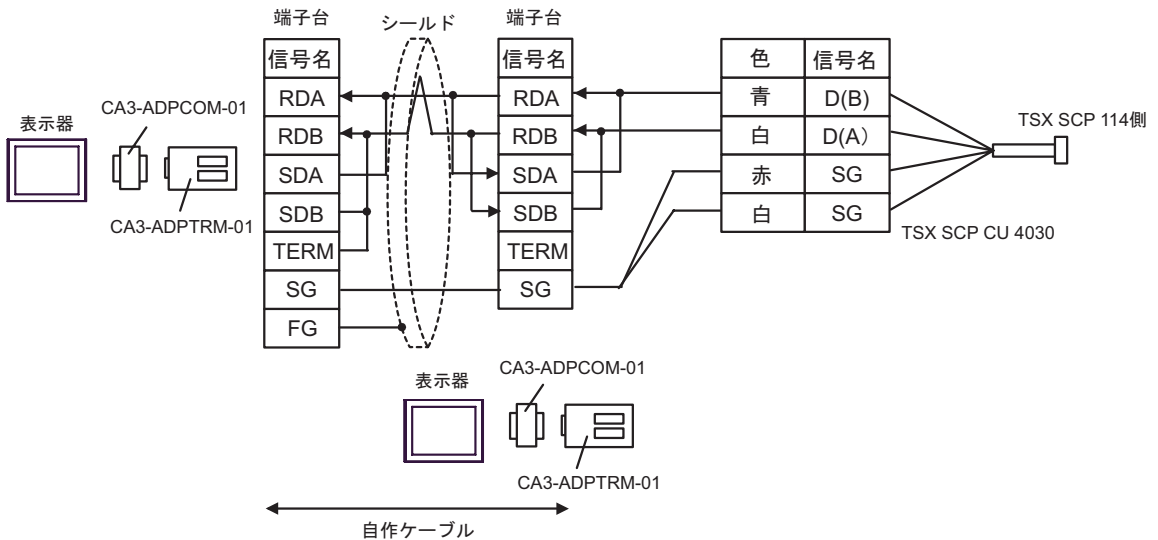 端子台
信号名
RDA
RDB
SDA
SDB
TERM
SG
FG
シールド
端子台
信号名
RDA
RDB
SDA
SDB
TERM
SG
色 信号名
青 D(B)
白 D(A)
赤 SG
白 SG
TSX SCP 114側
TSX SCP CU 4030
表示器
CA3-ADPCOM-01
CA3-ADPTRM-01
表示器
CA3-ADPCOM-01
CA3-ADPTRM-01
自作ケーブル